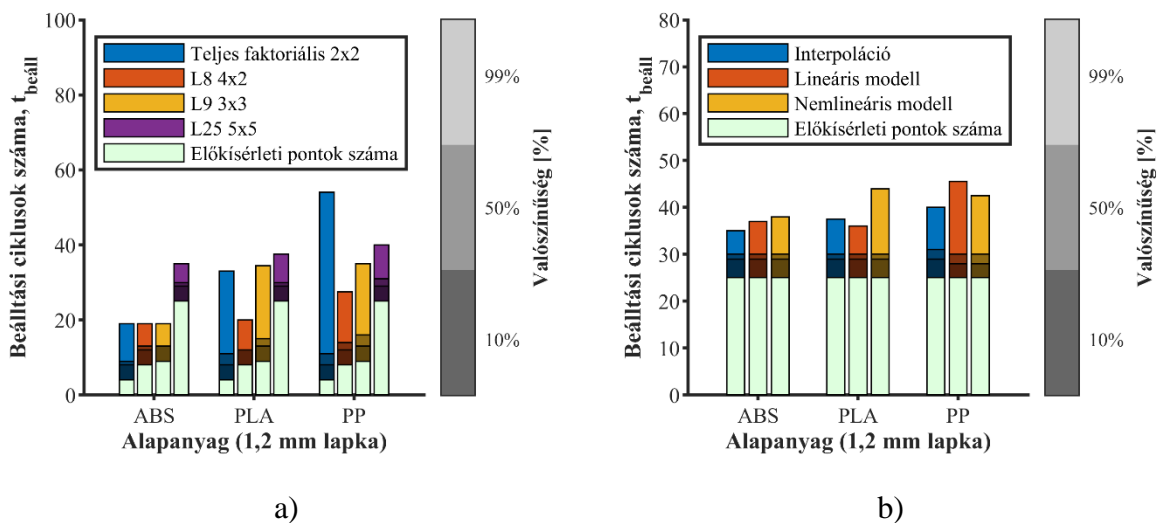 100
80
60
40
20
0
Beállítási ciklusok száma, t_beáll
Teljes faktoriális 2x2
L8 4x2
L9 3x3
L25 5x5
Előkísérleti pontok száma
ABS
PLA
PP
Alapanyag (1,2 mm lapka)
99%
50%
10%
Valószínűség [%]
a)
80
70
60
50
40
30
20
10
0
Beálltási ciklusok száma, t_beáll
Interpoláció
Lineáris modell
Nemlineáris modell
Előkísérleti pontok száma
ABS
PLA
PP
Alapanyag (1,2 mm lapka)
99%
50%
10%
Valószínűség [%]
b)